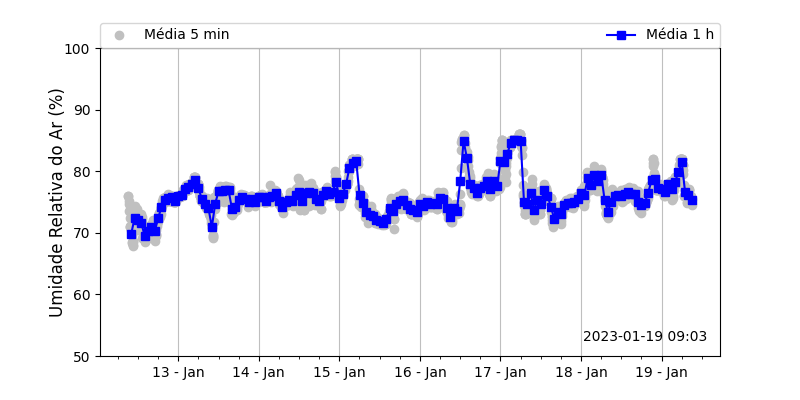 Média 5 min
Média 1 h
100
90
80
70
60
50
Umidade Relativa do Ar (%)
2023-01-19 09:03
13 - Jan
14 - Jan
15 - Jan
16 - Jan
17 - Jan
18 - Jan
19 - Jan